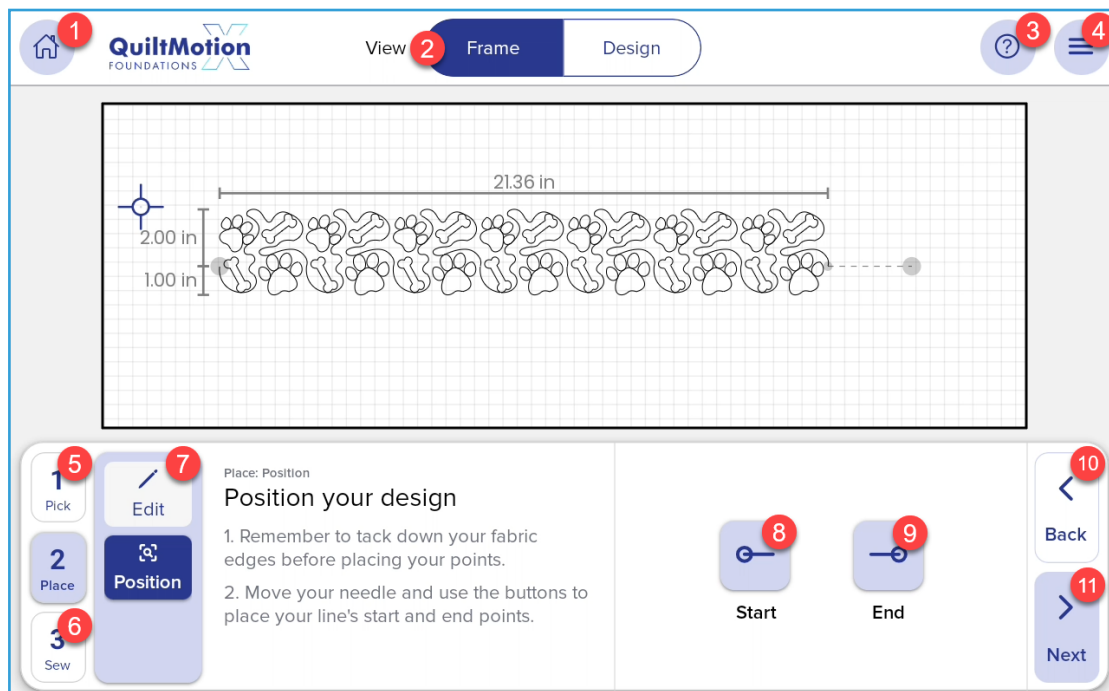 1
QuiltMotion
FOUNDATIONS
View 2 Frame Design
3
4
21.36 in
2.00 in
1.00 in
1
5
Pick
2
Place
3
6
Sew
7
Edit
Position
Place: Position
Position your design
1. Remember to tack down your fabric
edges before placing your points.
2. Move your needle and use the buttons to
place your line's start and end points.
8
Start
9
End
10
Back
11
Next